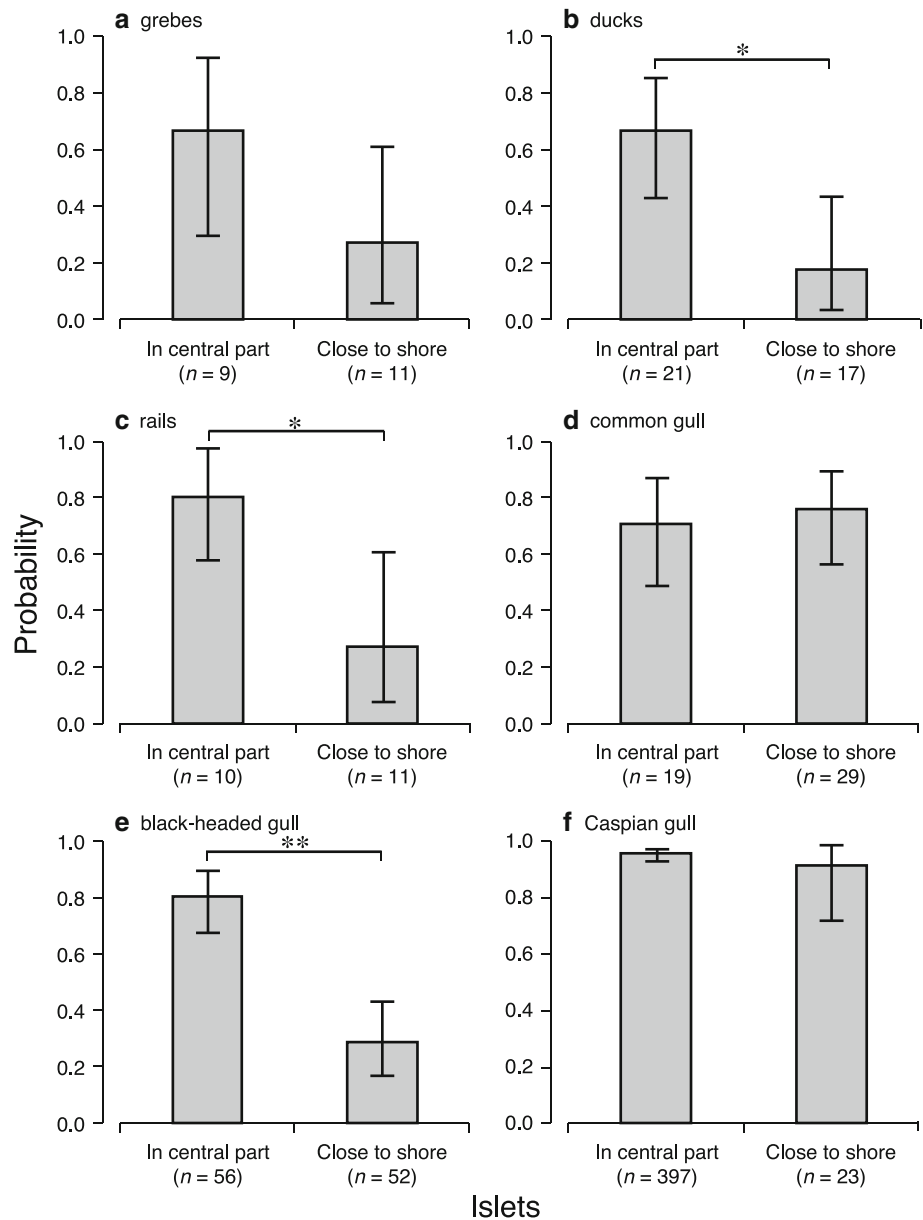 a grebes
1.0
0.8
0.6
0.4
0.2
0.0
In central part
(n = 9)
Close to shore
(n = 11)
b ducks
*
1.0
0.8
0.6
0.4
0.2
0.0
In central part
(n = 21)
Close to shore
(n = 17)
c rails
*
1.0
0.8
0.6
0.4
0.2
0.0
In central part
(n = 10)
Close to shore
(n = 11)
d common gull
1.0
0.8
0.6
0.4
0.2
0.0
In central part
(n = 19)
Close to shore
(n = 29)
e black-headed gull
**
1.0
0.8
0.6
0.4
0.2
0.0
In central part
(n = 56)
Close to shore
(n = 52)
f Caspian gull
1.0
0.8
0.6
0.4
0.2
0.0
In central part
(n = 397)
Close to shore
(n = 23)
Probability
Islets